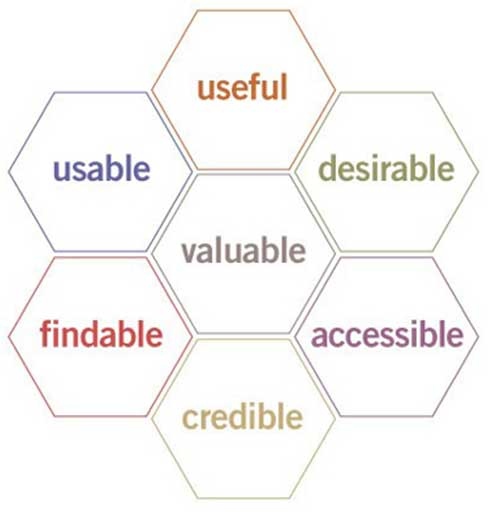 useful
usable
desirable
valuable
findable
accessible
credible